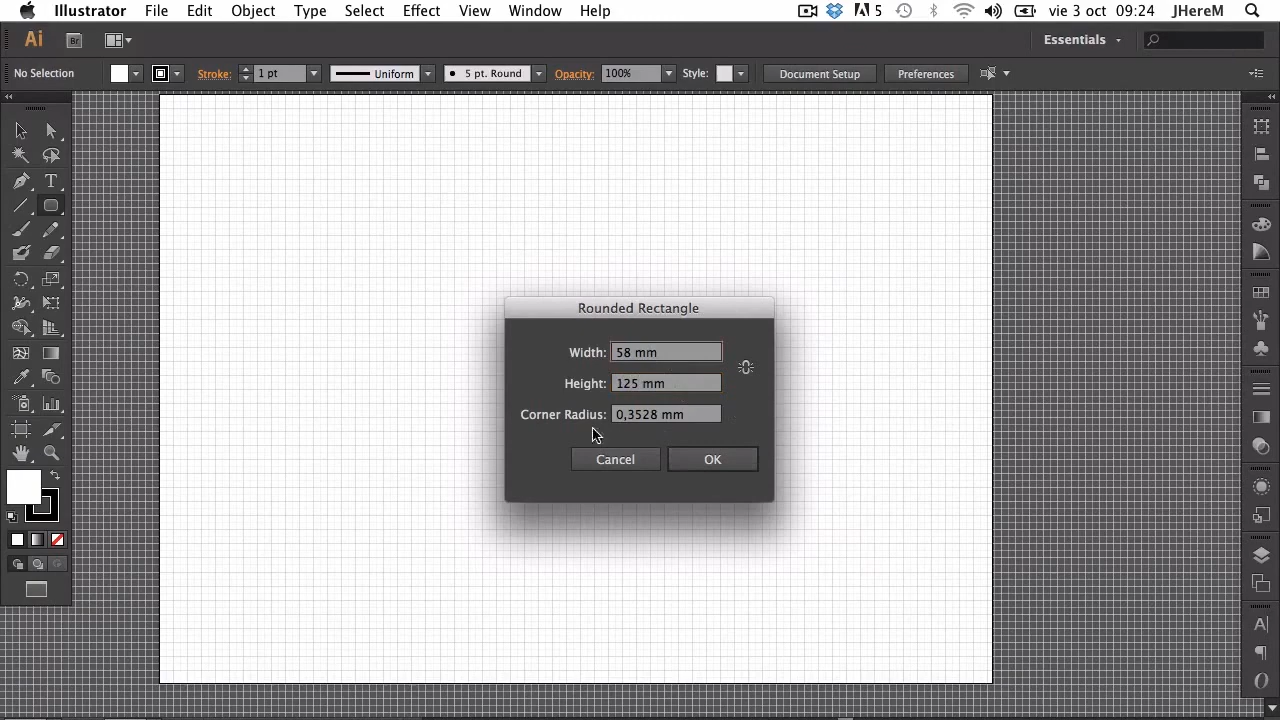 Illustrator File Edit Object Type Select Effect View Window Help 5 vie 3 oct 09:24 JHereM
Ai Br Essentials
No Selection Stroke: 1 pt Uniform 5 pt. Round Opacity: 100% Style: Document Setup Preferences
Rounded Rectangle
Width: 58 mm
Height: 125 mm
Corner Radius: 0,3528 mm
Cancel OK